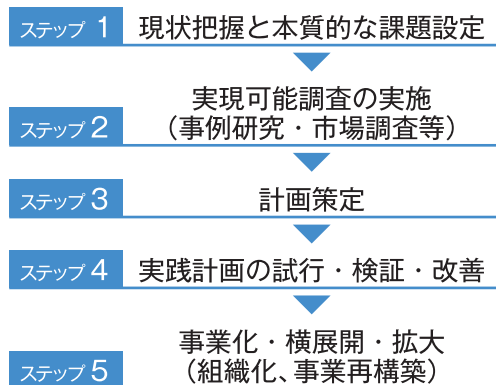 ステップ 1 現状把握と本質的な課題設定
実現可能調査の実施
ステップ 2 （事例研究・市場調査等）
ステップ 3 計画策定
ステップ 4 実践計画の試行・検証・改善
事業化・横展開・拡大
ステップ 5 （組織化、事業再構築）